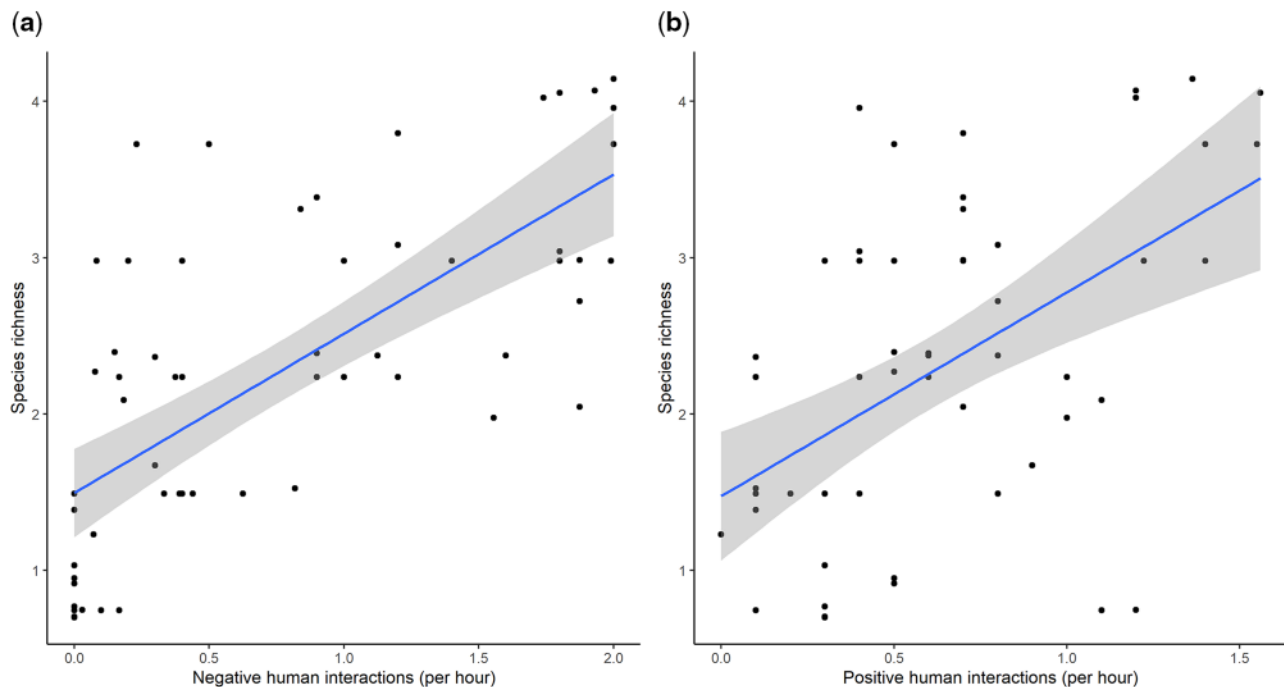 (a)
Species richness
4
3
2
1
0.0 0.5 1.0 1.5 2.0
Negative human interactions (per hour)
(b)
Species richness
4
3
2
1
0.0 0.5 1.0 1.5
Positive human interactions (per hour)